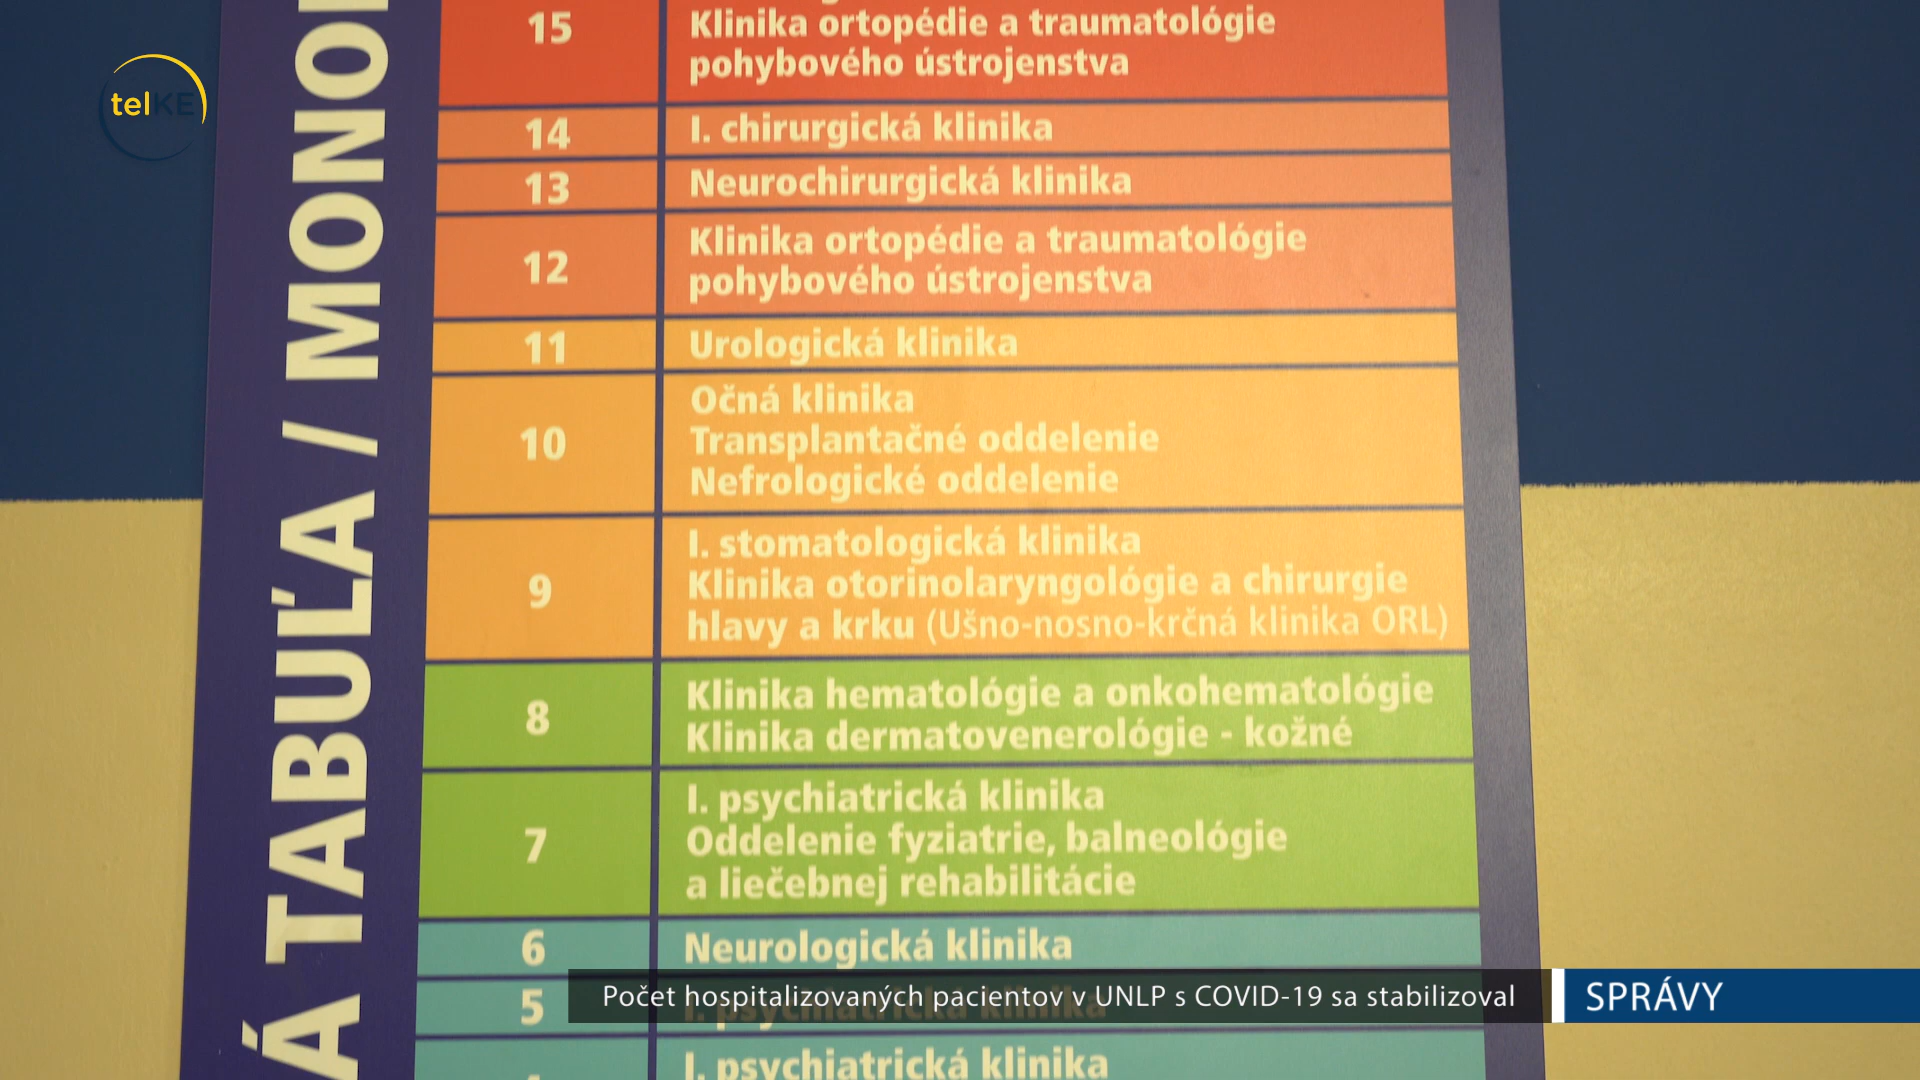 telKE
Á TABUĽA / MONO
15
Klinika ortopédie a traumatológie
pohybového ústrojenstva
14
I. chirurgická klinika
13
Neurochirurgická klinika
12
Klinika ortopédie a traumatológie
pohybového ústrojenstva
11
Urologická klinika
10
Očná klinika
Transplantačné oddelenie
Nefrologické oddelenie
9
I. stomatologická klinika
Klinika otorinolaryngológie a chirurgie
hlavy a krku (Ušno-nosno-krčná klinika ORL)
8
Klinika hematológie a onkohematológie
Klinika dermatovenerológie - kožné
7
I. psychiatrická klinika
Oddelenie fyziatrie, balneológie
a liečebnej rehabilitácie
6
Neurologická klinika
5
I. psychiatrická klinika
I. psychiatrická klinika
Počet hospitalizovaných pacientov v UNLP s COVID-19 sa stabilizoval
SPRÁVY